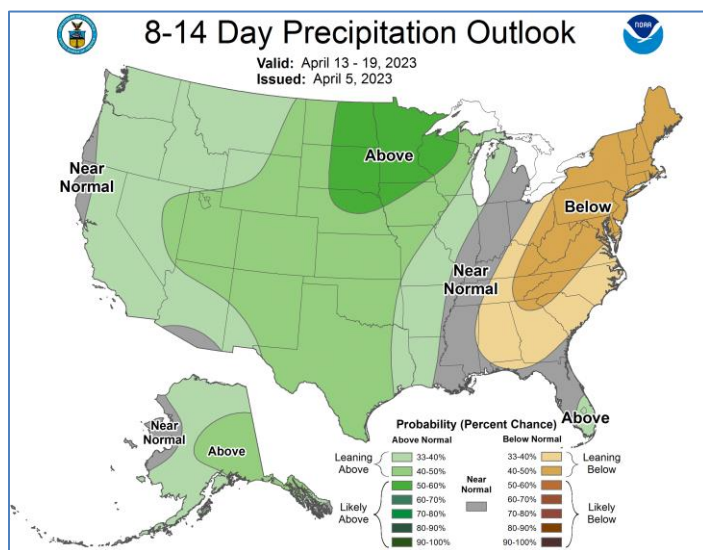 8-14 Day Precipitation Outlook
NOAA
Valid: April 13 - 19, 2023
Issued: April 5, 2023
Near
Normal
Above
Below
Near
Normal
Above
Near
Normal
Above
Probability (Percent Chance)
Above Normal Below Normal
Leaning
Above
33-40%
40-50%
Likely
Above
50-60%
60-70%
70-80%
80-90%
90-100%
Near
Normal
33-40%
40-50%
Leaning
Below
50-60%
60-70%
70-80%
80-90%
90-100%
Likely
Below